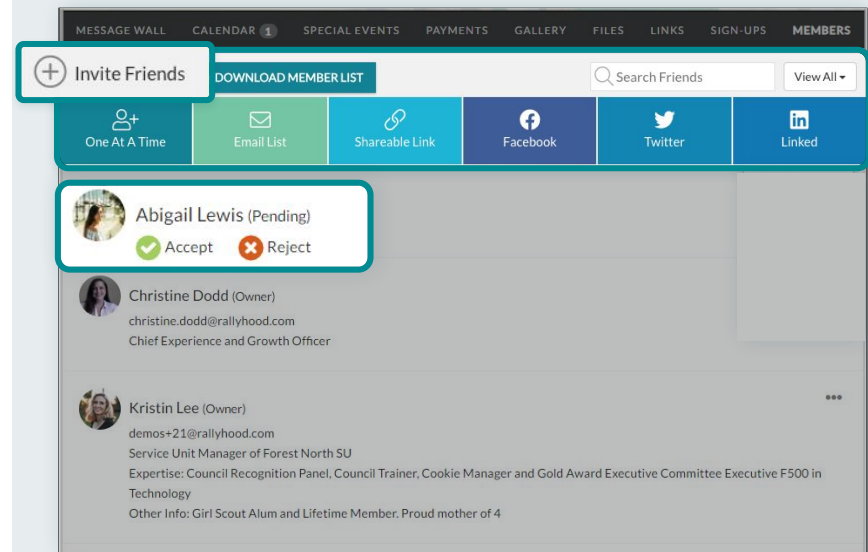 MESSAGE WALL CALENDAR 1 SPECIAL EVENTS PAYMENTS GALLERY FILES LINKS SIGN-UPS MEMBERS
Invite Friends DOWNLOAD MEMBER LIST Search Friends View All
One At A Time Email List Shareable Link Facebook Twitter Linked
Abigail Lewis (Pending)
Accept Reject
Christine Dodd (Owner)
christine.dodd@rallyhood.com
Chief Experience and Growth Officer
Kristin Lee (Owner)
demos+21@rallyhood.com
Service Unit Manager of Forest North SU
Expertise: Council Recognition Panel, Council Trainer, Cookie Manager and Gold Award Executive Committee Executive F500 in
Technology
Other Info: Girl Scout Alum and Lifetime Member. Proud mother of 4